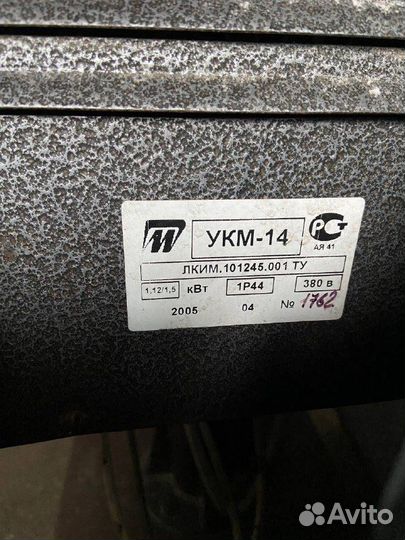 УКМ-14
РСТ
АЯ 41
ЛКИМ.101245.001 ТУ
1,12/1,5 кВт 1Р44 380 в
2005 04 № 1762
Avito